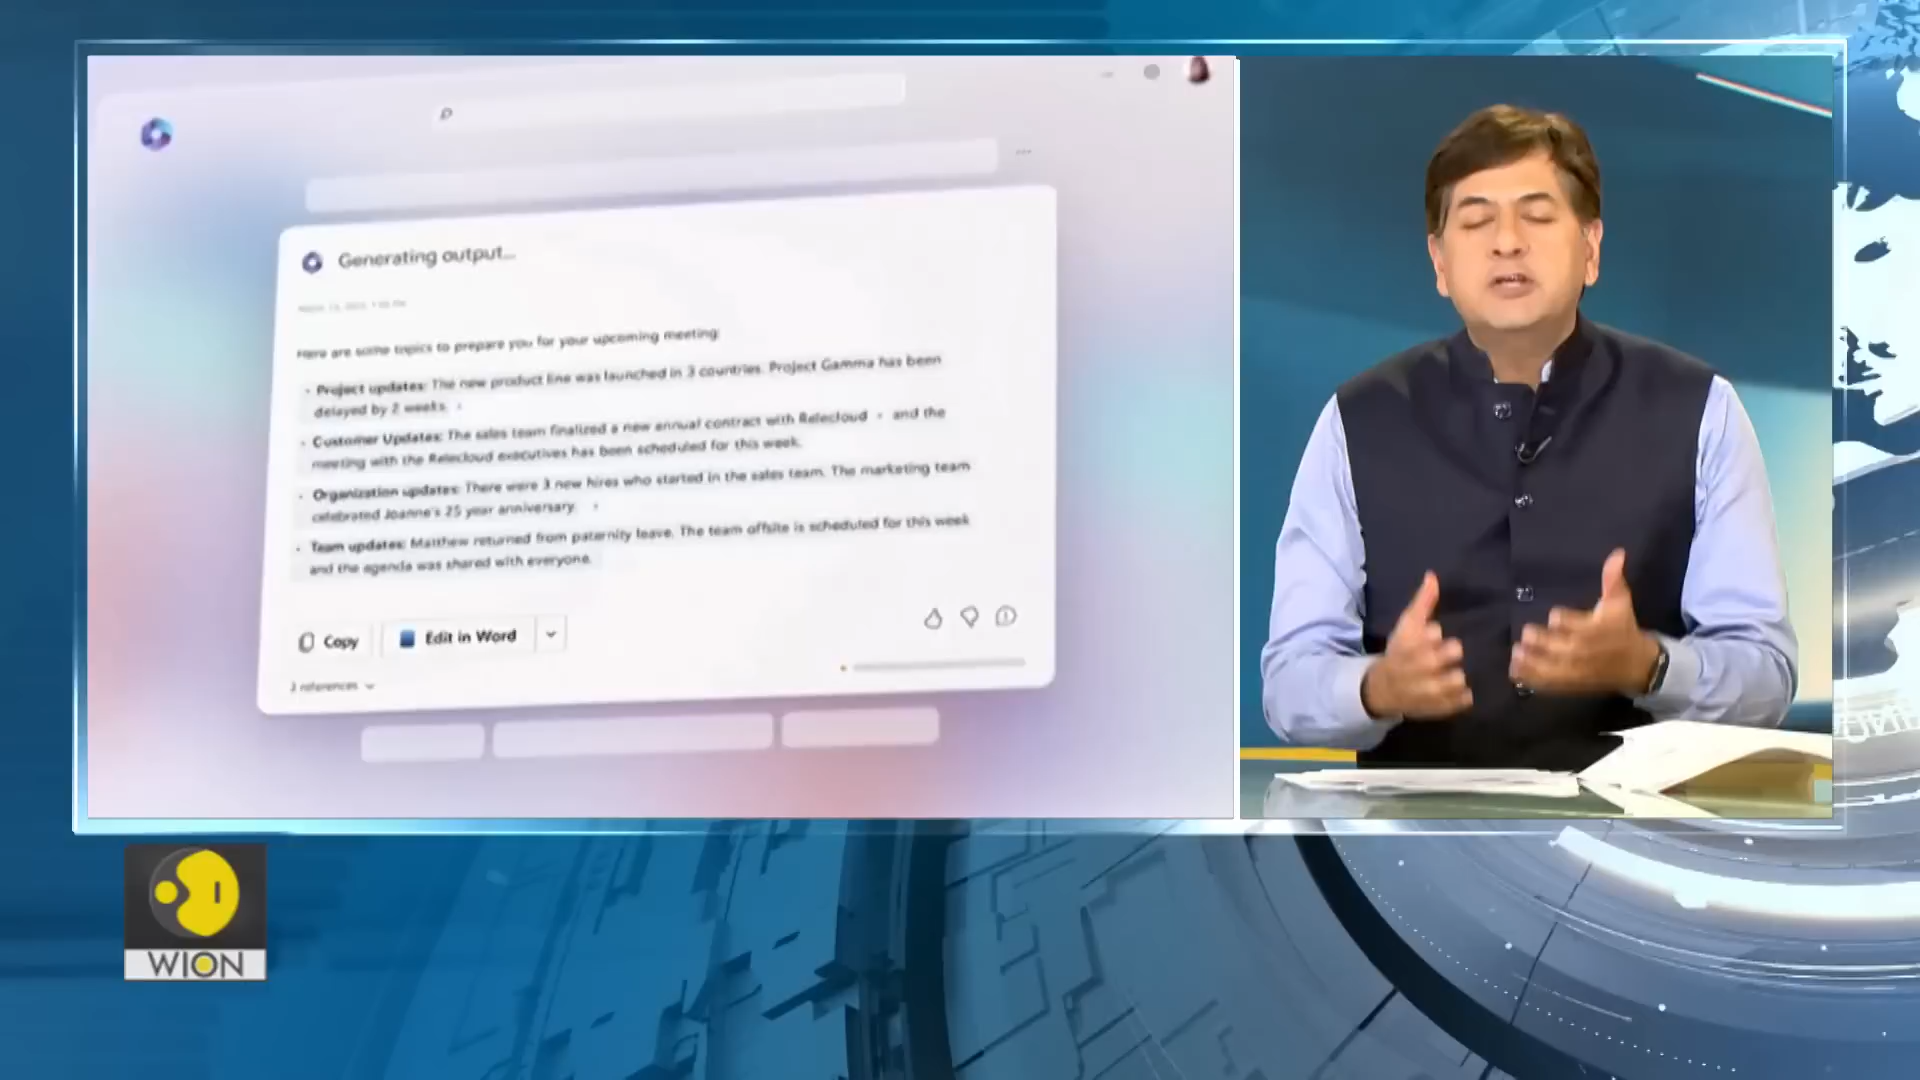 Generating output...
Here are some topics to prepare you for your upcoming meeting:
• Project updates: The new product line was launched in 3 countries. Project Gamma has been
delayed by 2 weeks.
• Customer Updates: The sales team finalized a new annual contract with Relecloud and the
meeting with the Relecloud executives has been scheduled for this week.
• Organization updates: There were 3 new hires who started in the sales team. The marketing team
celebrated Joanne's 25 year anniversary.
• Team updates: Matthew returned from paternity leave. The team offsite is scheduled for this week
and the agenda was shared with everyone.
Copy
Edit in Word
3 references
WION